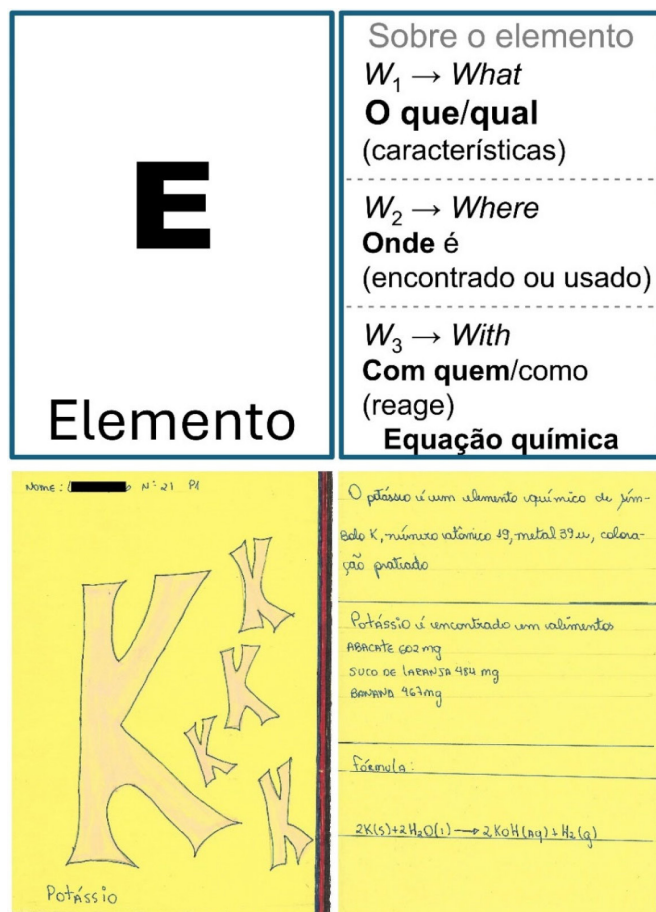 E
Elemento
Sobre o elemento
W₁ → What
O que/qual
(características)
W₂ → Where
Onde é
(encontrado ou usado)
W₃ → With
Com quem/como
(reage)
Equação química
Nome: Nº: 21 P1
K
K
K
K
K
Potássio
O potássio é um elemento químico de sím-
bolo K, número atômico 19, metal 39u, colora-
ção prateado
Potássio é encontrado em alimentos
ABACATE 602 mg
SUCO DE LARANJA 484 mg
BANANA 467mg
Fórmula:
2K(s)+2H₂O(l) → 2KOH(Aq)+H₂(g)